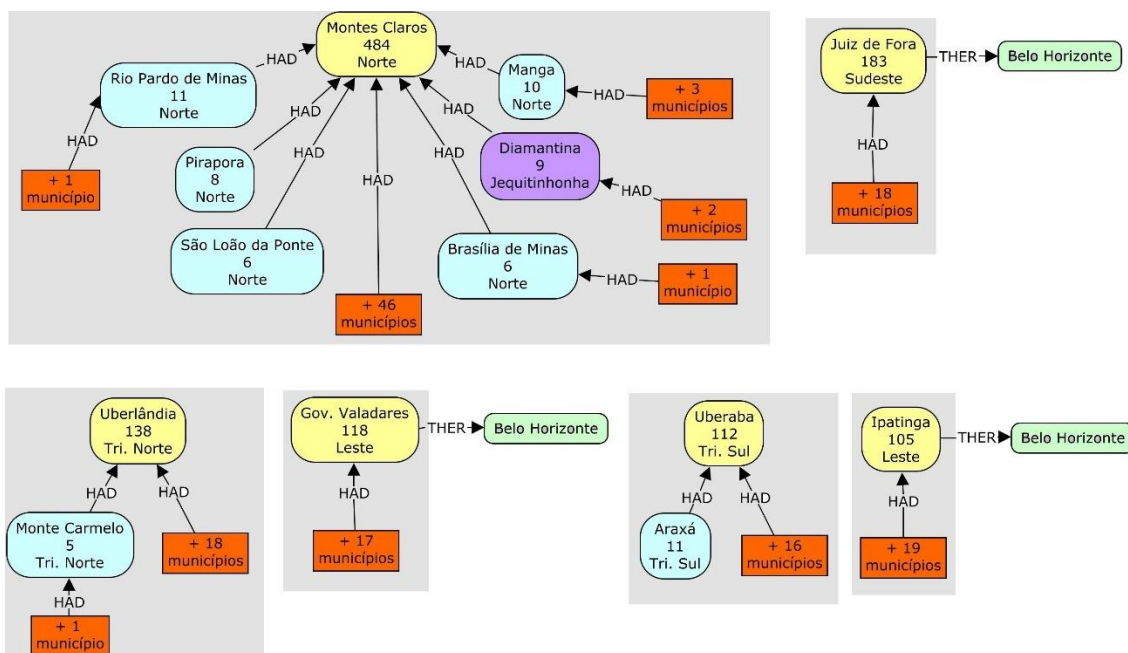 Montes Claros
484
Norte
HAD
HAD
Rio Pardo de Minas
11
Norte
Manga
10
Norte
HAD
+ 3
municípios
HAD
HAD
HAD
+ 1
município
Pirapora
8
Norte
HAD
HAD
HAD
Diamantina
9
Jequitinhonha
HAD
+ 2
municípios
São Loão da Ponte
6
Norte
Brasília de Minas
6
Norte
HAD
+ 1
município
+ 46
municípios
Juiz de Fora
183
Sudeste
THER
Belo Horizonte
HAD
+ 18
municípios
Uberlândia
138
Tri. Norte
HAD
HAD
Monte Carmelo
5
Tri. Norte
+ 18
municípios
HAD
+ 1
município
Gov. Valadares
118
Leste
THER
Belo Horizonte
HAD
+ 17
municípios
Uberaba
112
Tri. Sul
HAD
HAD
Araxá
11
Tri. Sul
+ 16
municípios
Ipatinga
105
Leste
THER
Belo Horizonte
HAD
+ 19
municípios